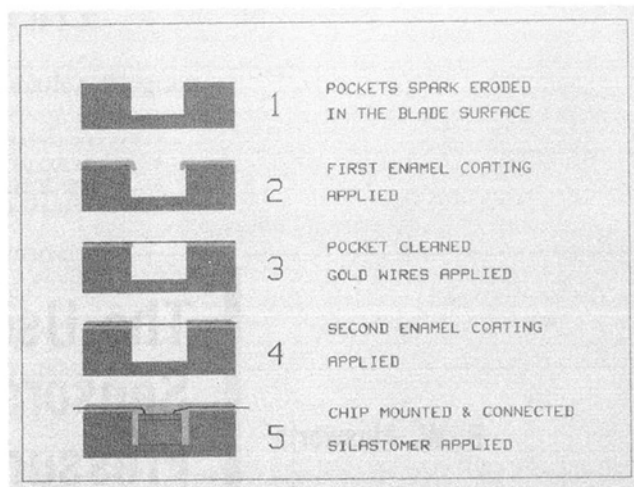 1 POCKETS SPARK ERODED
IN THE BLADE SURFACE
2 FIRST ENAMEL COATING
APPLIED
3 POCKET CLEANED
GOLD WIRES APPLIED
4 SECOND ENAMEL COATING
APPLIED
5 CHIP MOUNTED & CONNECTED
SILASTOMER APPLIED